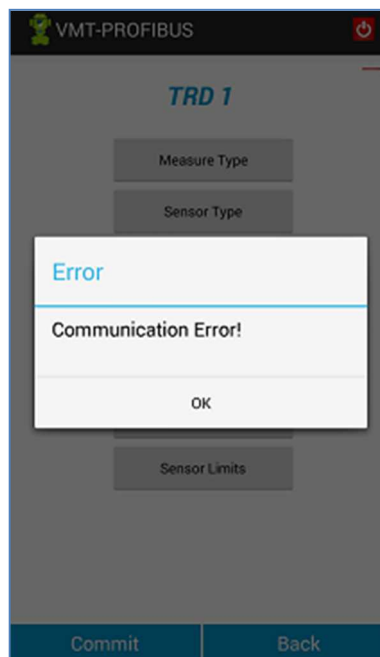 VMT-PROFIBUS
TRD 1
Measure Type
Sensor Type
Error
Communication Error!
OK
Sensor Limits
Commit
Back